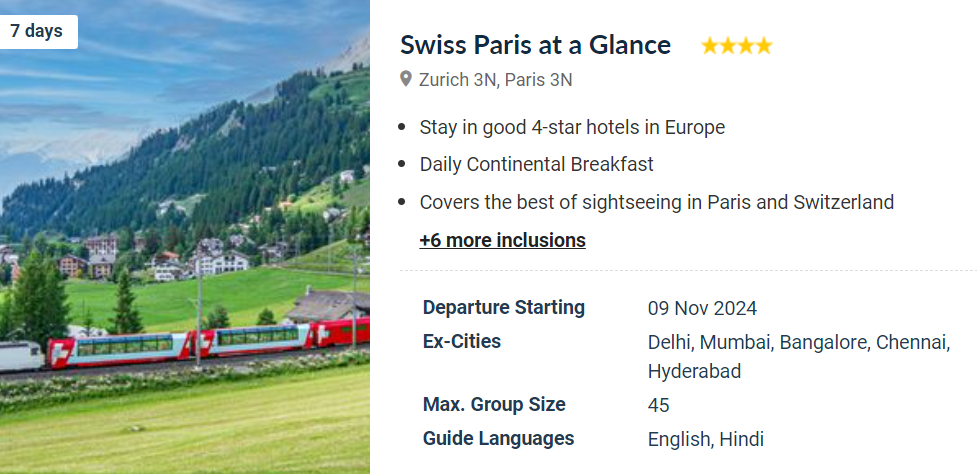 7 days
Swiss Paris at a Glance
Zurich 3N, Paris 3N
Stay in good 4-star hotels in Europe
Daily Continental Breakfast
Covers the best of sightseeing in Paris and Switzerland
+6 more inclusions
Departure Starting 09 Nov 2024
Ex-Cities Delhi, Mumbai, Bangalore, Chennai,
Hyderabad
Max. Group Size 45
Guide Languages English, Hindi